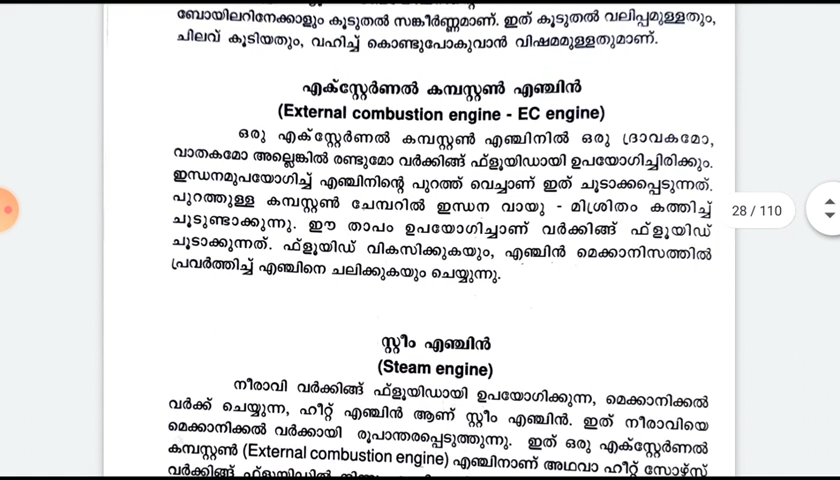 ബോയിലറിനേക്കാളും കൂടുതൽ സങ്കീർണ്ണമാണ്. ഇത് കൂടുതൽ വലിപ്പമുള്ളതും,
ചിലവ് കൂടിയതും, വഹിച്ച് കൊണ്ടുപോകുവാൻ വിഷമമുള്ളതുമാണ്.
എക്സ്റ്റേർണൽ കമ്പസ്റ്റൺ എഞ്ചിൻ
(External combustion engine - EC engine)
ഒരു എക്സ്റ്റേർണൽ കമ്പസ്റ്റൺ എഞ്ചിനിൽ ഒരു ദ്രാവകമോ,
വാതകമോ അല്ലെങ്കിൽ രണ്ടുമോ വർക്കിങ്ങ് ഫ്ളൂയിഡായി ഉപയോഗിച്ചിരിക്കും.
ഇന്ധനമുപയോഗിച്ച് എഞ്ചിനിന്റെ പുറത്ത് വെച്ചാണ് ഇത് ചൂടാക്കപ്പെടുന്നത്.
പുറത്തുള്ള കമ്പസ്റ്റൺ ചേമ്പറിൽ ഇന്ധന വായു - മിശ്രിതം കത്തിച്ച്
28 / 110
ചൂടുണ്ടാക്കുന്നു. ഈ താപം ഉപയോഗിച്ചാണ് വർക്കിങ്ങ് ഫ്ളൂയിഡ്
ചൂടാക്കുന്നത്. ഫ്ളൂയിഡ് വികസിക്കുകയും, എഞ്ചിൻ മെക്കാനിസത്തിൽ
പ്രവർത്തിച്ച് എഞ്ചിനെ ചലിക്കുകയും ചെയ്യുന്നു.
സ്റ്റീം എഞ്ചിൻ
(Steam engine)
നീരാവി വർക്കിങ്ങ് ഫ്ളൂയിഡായി ഉപയോഗിക്കുന്ന, മെക്കാനിക്കൽ
വർക്ക് ചെയ്യുന്ന, ഹീറ്റ് എഞ്ചിൻ ആണ് സ്റ്റീം എഞ്ചിൻ. ഇത് നീരാവിയെ
മെക്കാനിക്കൽ വർക്കായി രൂപാന്തരപ്പെടുത്തുന്നു. ഇത് ഒരു എക്സ്റ്റേർണൽ
കമ്പസ്റ്റൺ (External combustion engine) എഞ്ചിനാണ് അഥവാ ഹീറ്റ് സോഴ്സ്
വർക്കിങ്ങ്